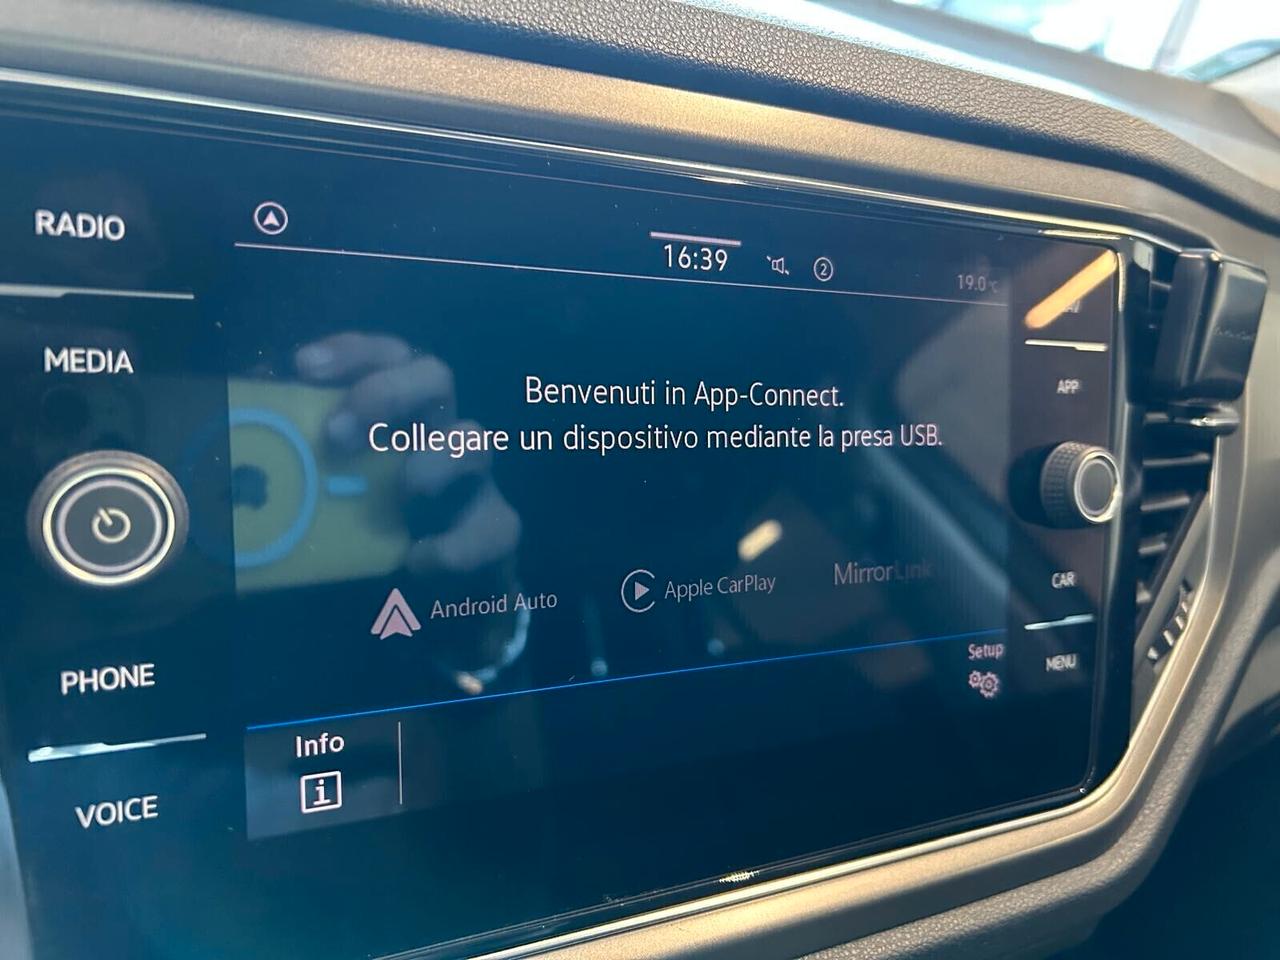 RADIO
MEDIA
PHONE
VOICE
16:39
2
19.0°C
Benvenuti in App-Connect.
Collegare un dispositivo mediante la presa USB.
Android Auto
Apple CarPlay
MirrorLink
Setup
Info
i
APP
CAR
MENU